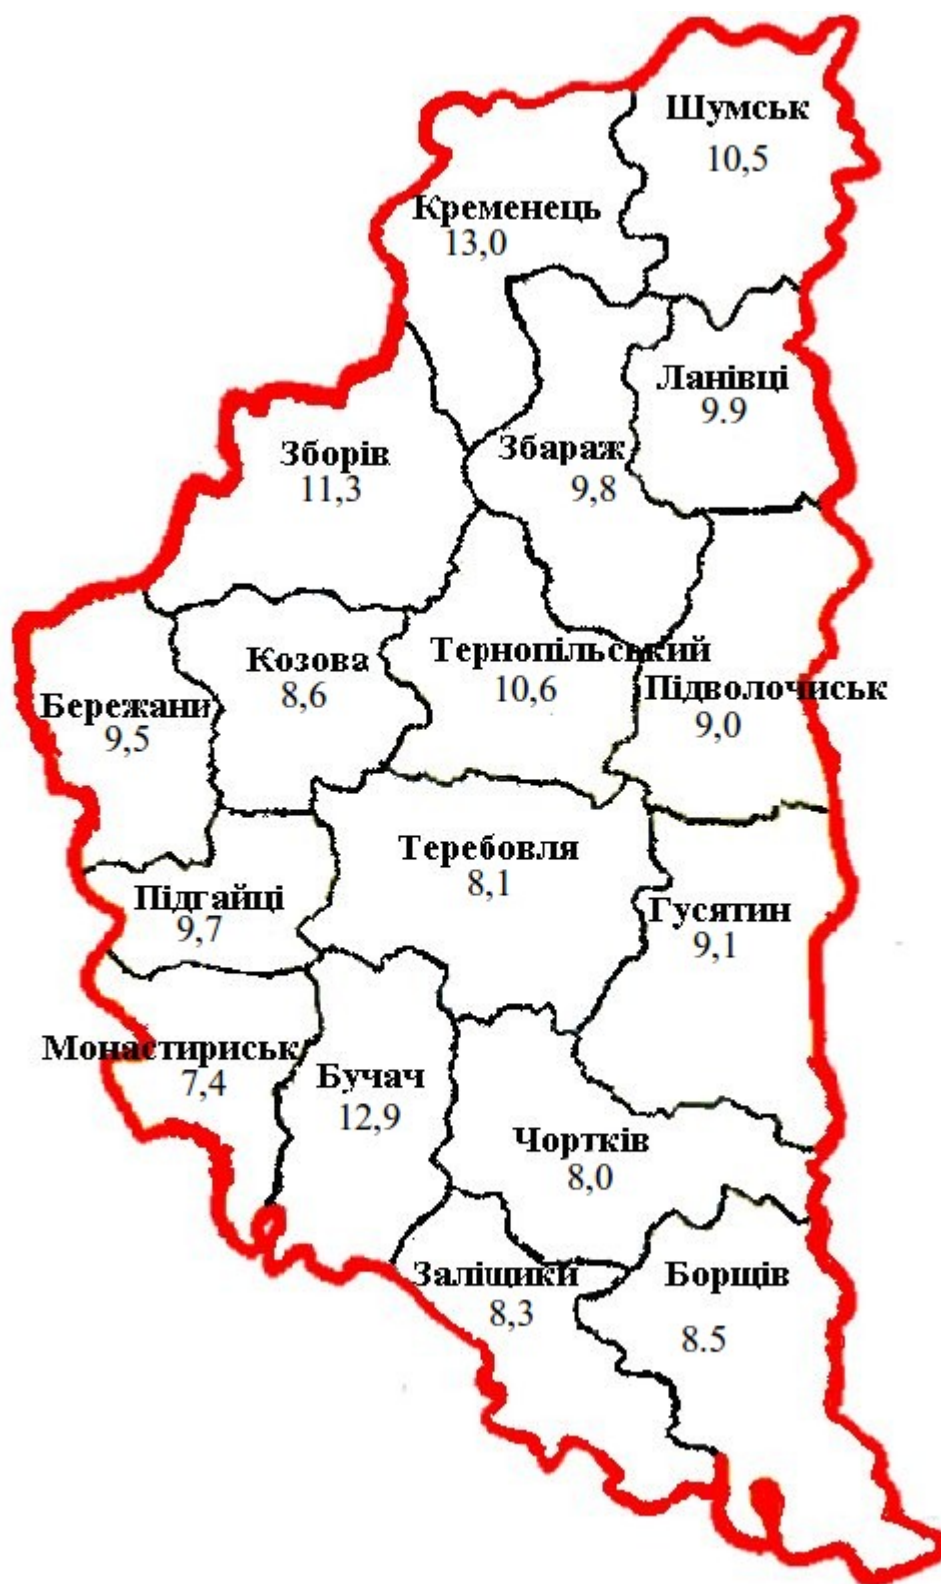 Шумськ
10,5
Кременець
13,0
Ланівці
9.9
Зборів
11,3
Збараж
9,8
Козова
8,6
Тернопільський
10,6
Підволочиськ
9,0
Бережани
9,5
Теребовля
8,1
Підгайці
9,7
Гусятин
9,1
Монастириськ
7,4
Бучач
12,9
Чортків
8,0
Заліщики
8,3
Борщів
8.5